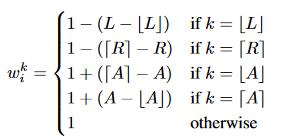 1 − (L − ⌊L⌋) if k = ⌊L⌋
1 − (⌈R⌉ − R) if k = ⌈R⌉
w_i^k = { 1 + (⌈A⌉ − A) if k = ⌊A⌋
1 + (A − ⌊A⌋) if k = ⌈A⌉
1 otherwise